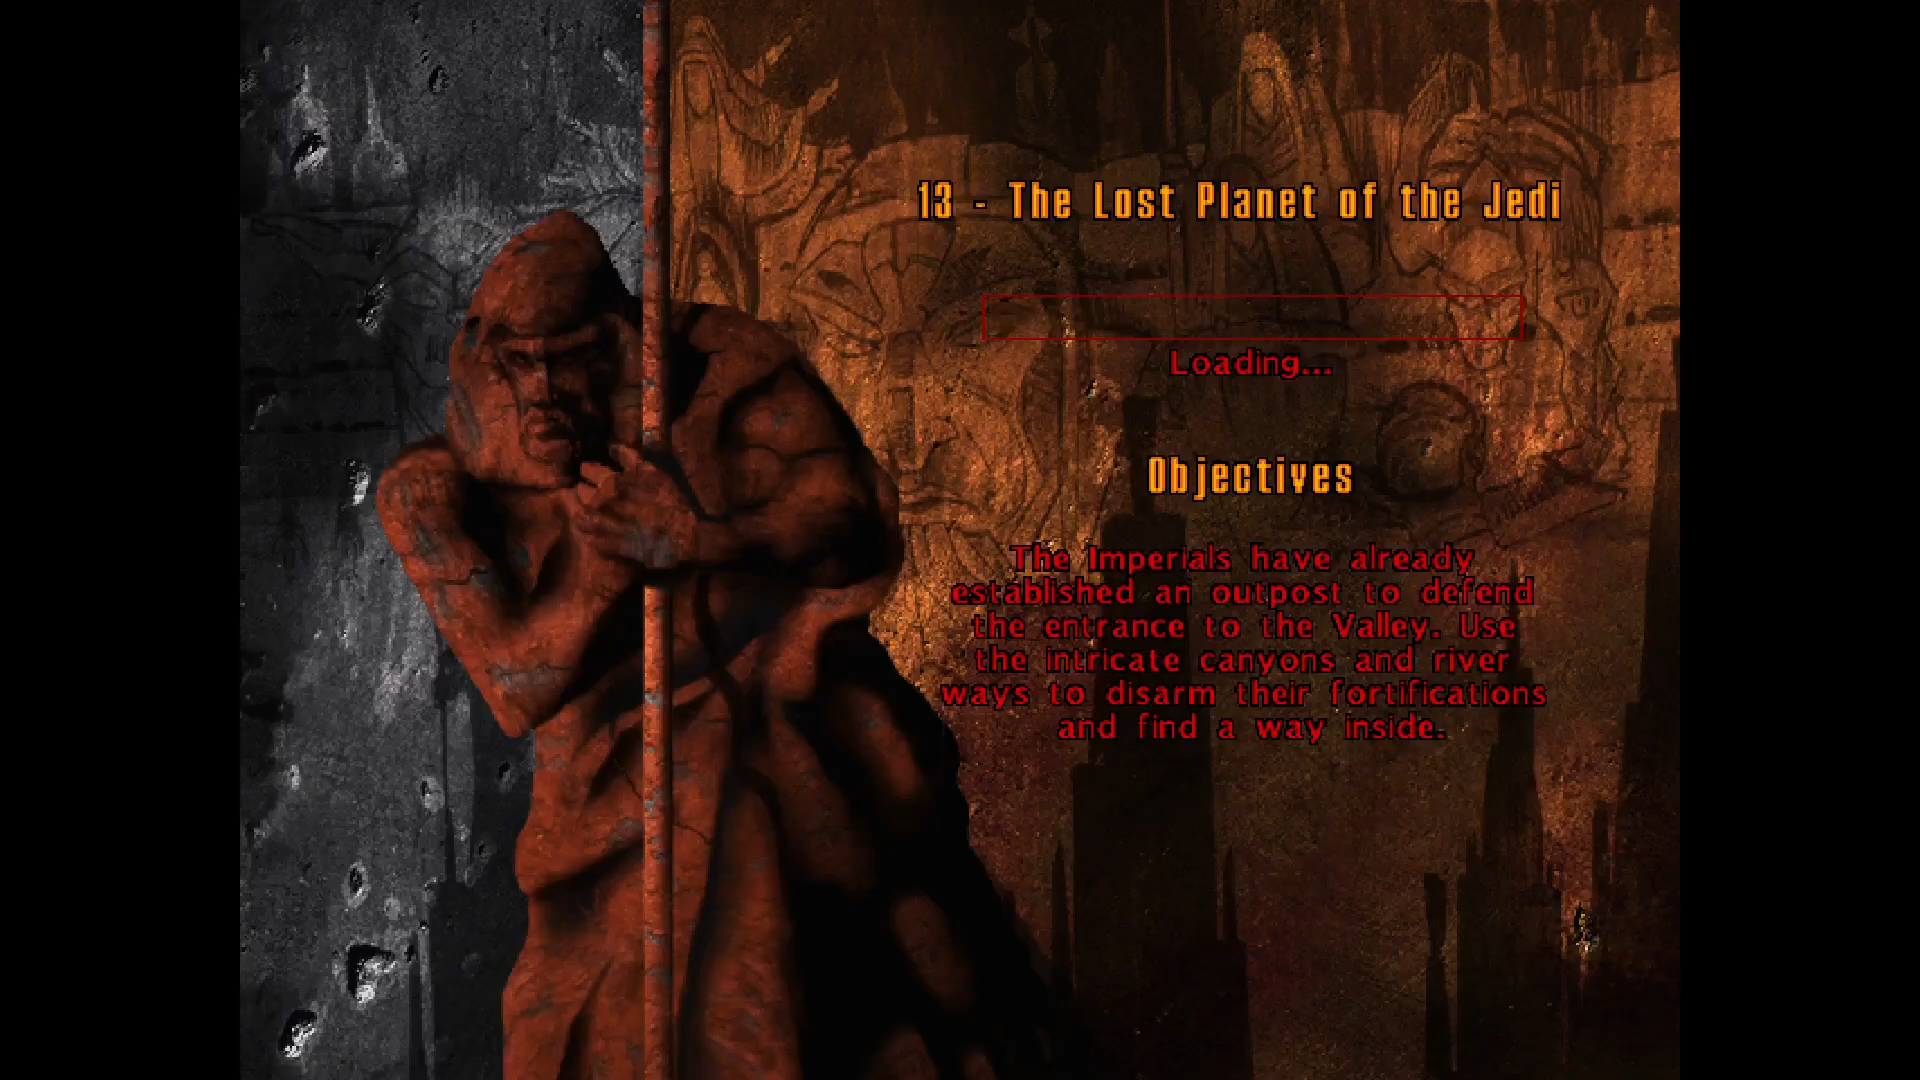 13 - The Lost Planet of the Jedi
Loading...
Objectives
The Imperials have already
established an outpost to defend
the entrance to the Valley. Use
the intricate canyons and river
ways to disarm their fortifications
and find a way inside.